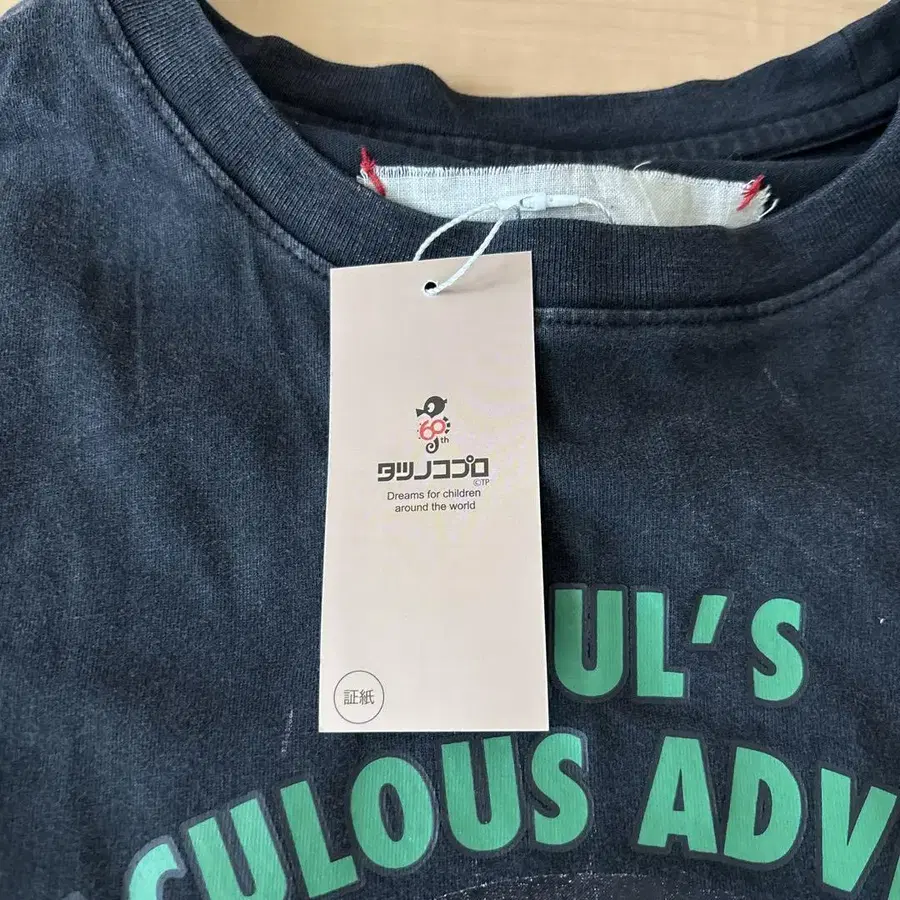 60th
タツノコプロ
©TP
Dreams for children
around the world
証紙
UL'S
CULOUS ADV